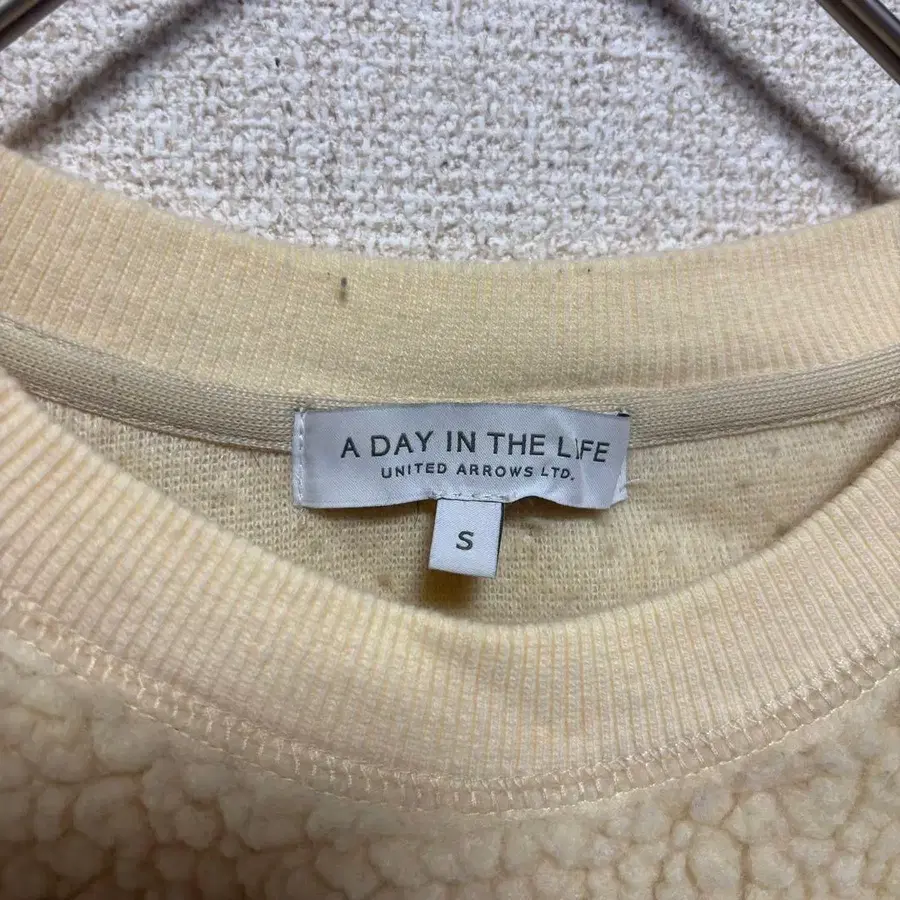 A DAY IN THE LIFE
UNITED ARROWS LTD.
S